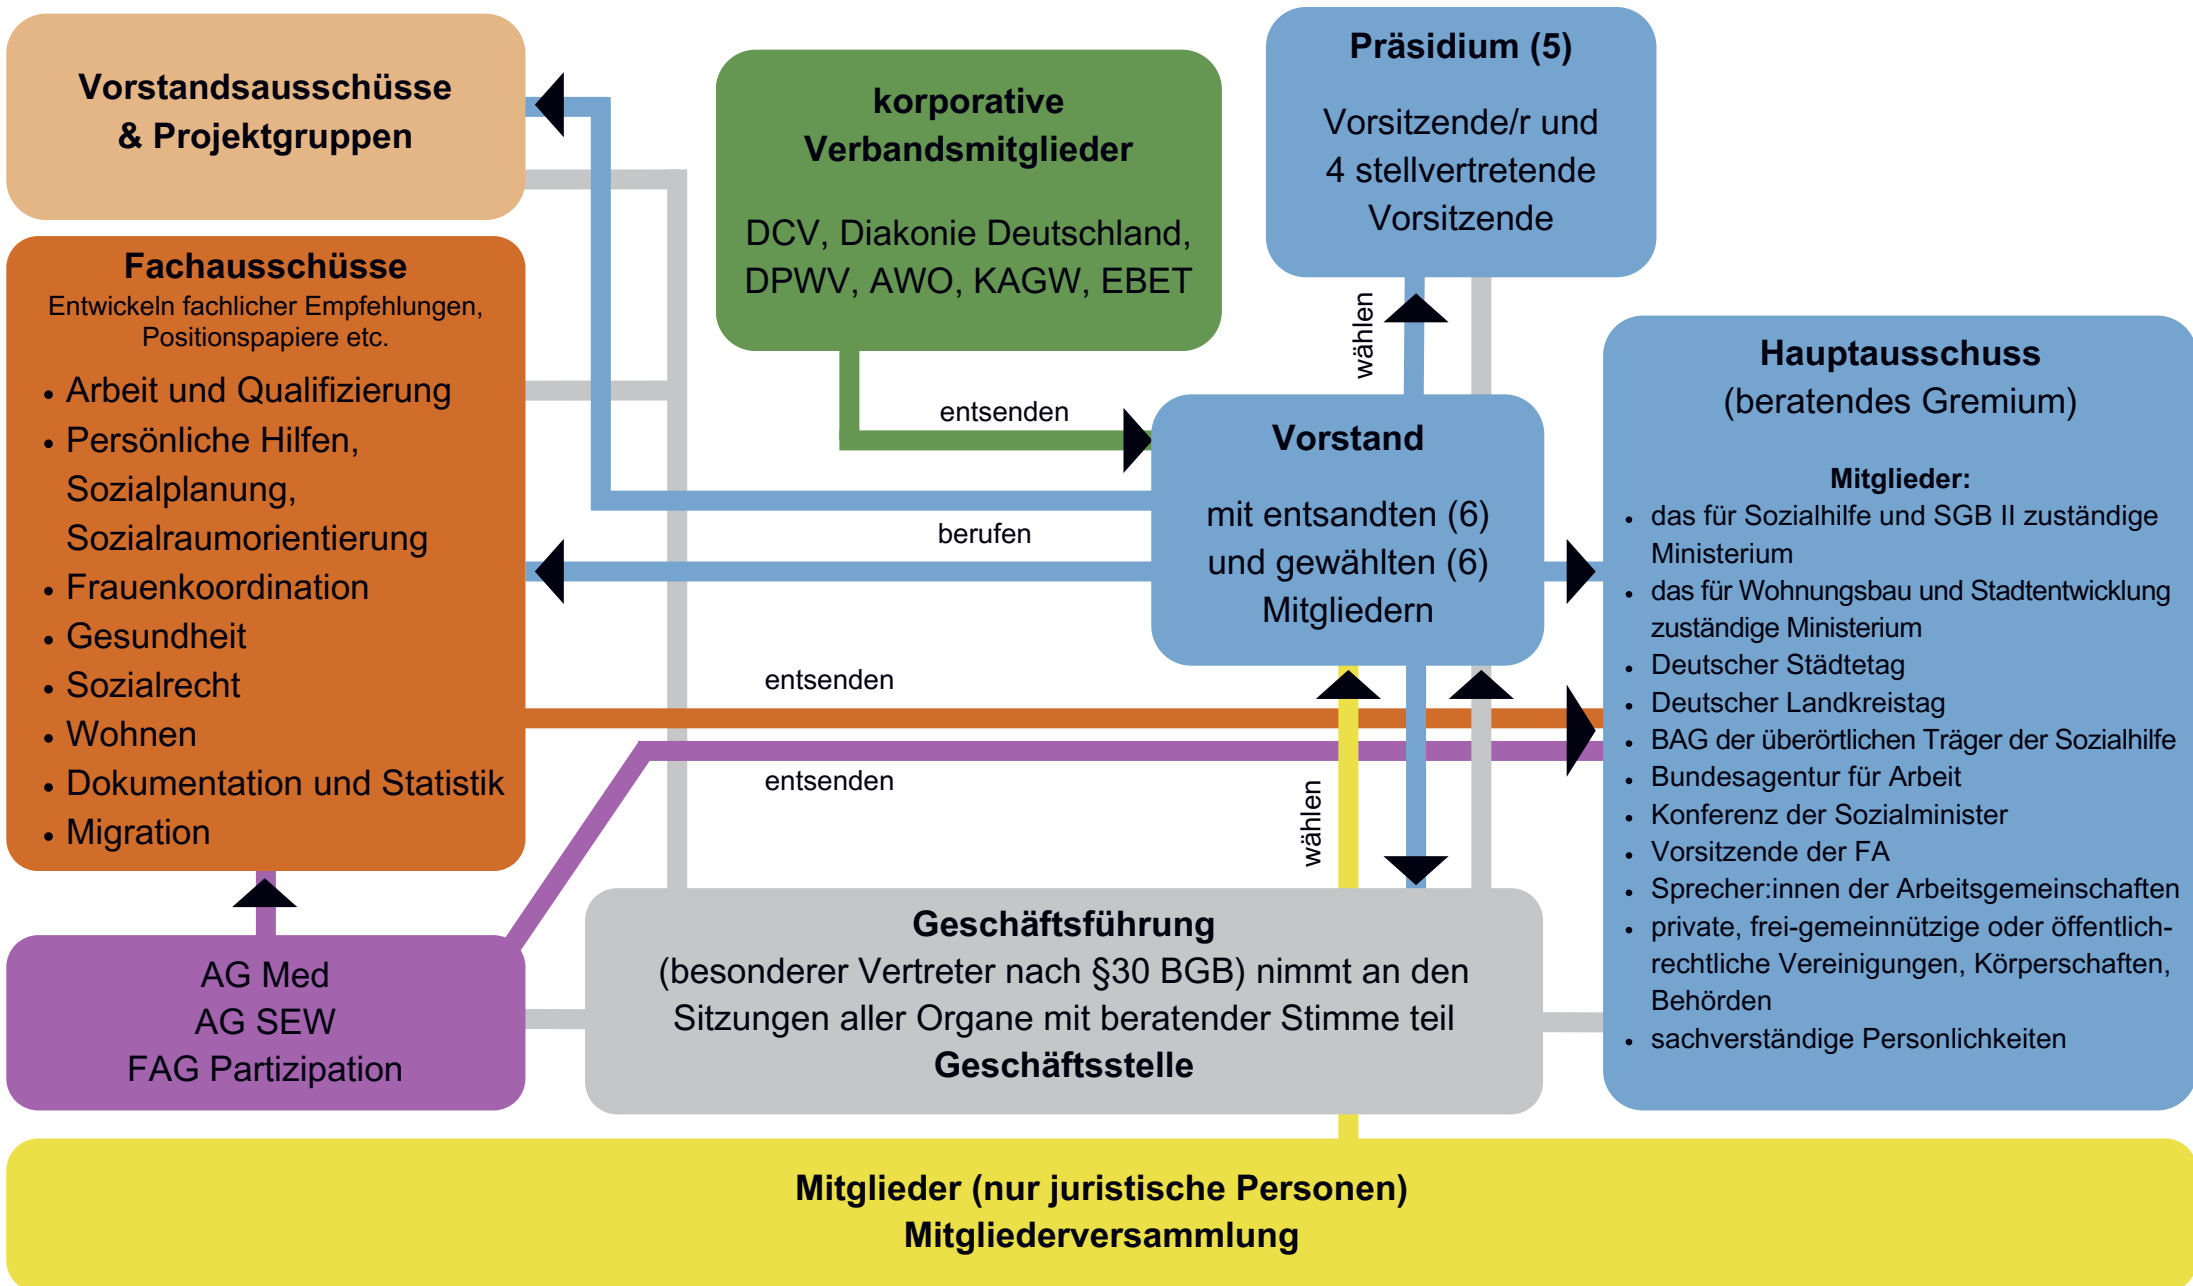 Vorstandsausschüsse
& Projektgruppen
korporative
Verbandsmitglieder
DCV, Diakonie Deutschland,
DPWV, AWO, KAGW, EBET
Präsidium (5)
Vorsitzende/r und
4 stellvertretende
Vorsitzende
Fachausschüsse
Entwickeln fachlicher Empfehlungen,
Positionspapiere etc.
• Arbeit und Qualifizierung
• Persönliche Hilfen,
Sozialplanung,
Sozialraumorientierung
• Frauenkoordination
• Gesundheit
• Sozialrecht
• Wohnen
• Dokumentation und Statistik
• Migration
entsenden
wählen
berufen
Vorstand
mit entsandten (6)
und gewählten (6)
Mitgliedern
Hauptausschuss
(beratendes Gremium)
Mitglieder:
• das für Sozialhilfe und SGB II zuständige
Ministerium
• das für Wohnungsbau und Stadtentwicklung
zuständige Ministerium
• Deutscher Städtetag
• Deutscher Landkreistag
• BAG der überörtlichen Träger der Sozialhilfe
• Bundesagentur für Arbeit
• Konferenz der Sozialminister
• Vorsitzende der FA
• Sprecher:innen der Arbeitsgemeinschaften
• private, frei-gemeinnützige oder öffentlich-
rechtliche Vereinigungen, Körperschaften,
Behörden
• sachverständige Personlichkeiten
entsenden
entsenden
wählen
AG Med
AG SEW
FAG Partizipation
Geschäftsführung
(besonderer Vertreter nach §30 BGB) nimmt an den
Sitzungen aller Organe mit beratender Stimme teil
Geschäftsstelle
Mitglieder (nur juristische Personen)
Mitgliederversammlung